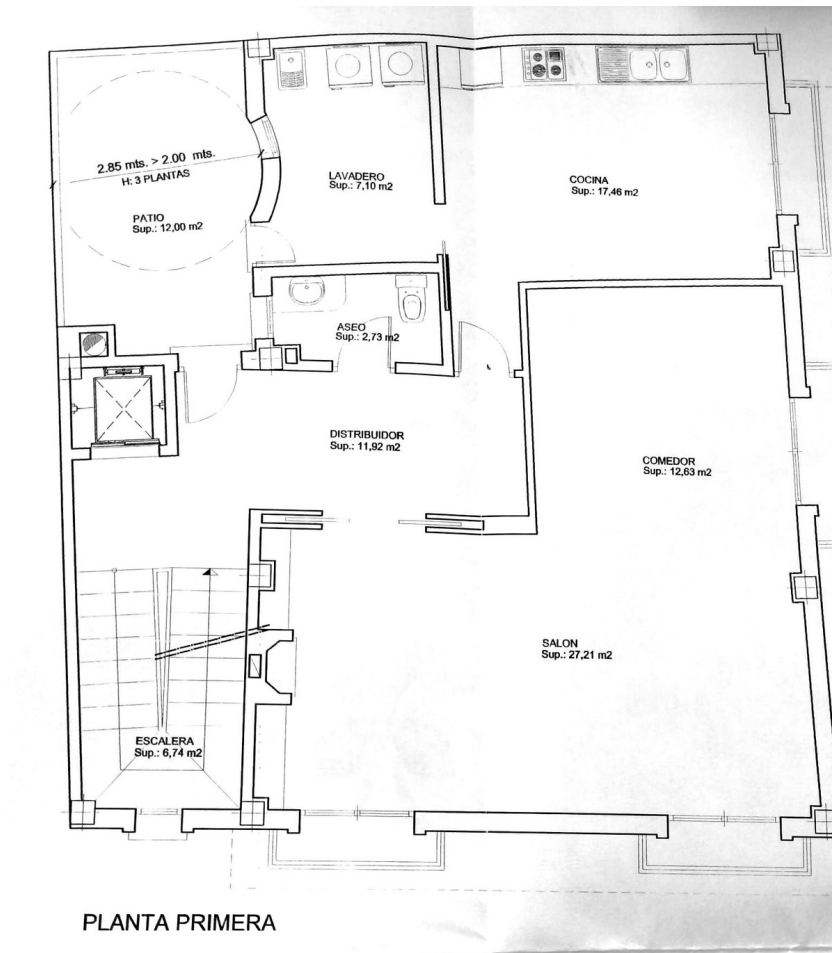 2.85 mts. > 2.00 mts.
H: 3 PLANTAS
PATIO
Sup.: 12,00 m2
LAVADERO
Sup.: 7,10 m2
COCINA
Sup.: 17,46 m2
ASEO
Sup.: 2,73 m2
DISTRIBUIDOR
Sup.: 11,92 m2
COMEDOR
Sup.: 12,63 m2
SALON
Sup.: 27,21 m2
ESCALERA
Sup.: 6,74 m2
PLANTA PRIMERA